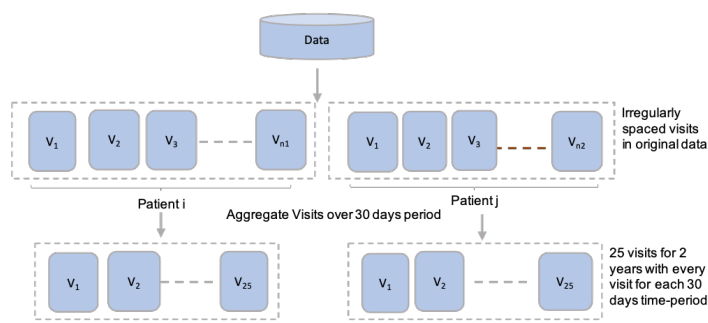 Data
V1 V2 V3 Vn1 V1 V2 V3 Vn2
Irregularly
spaced visits
in original data
Patient i
Patient j
Aggregate Visits over 30 days period
V1 V2 V25 V1 V2 V25
25 visits for 2
years with every
visit for each 30
days time-period